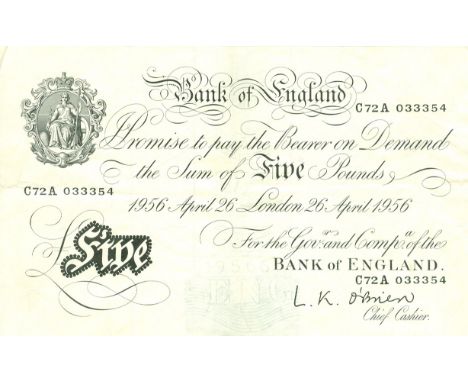 Bank of England
C72A 033354
I Promise to pay the Bearer on Demand
the Sum of Five Pounds
C72A 033354
1956 April 26 London 26 April 1956
For the Govr. and Compa. of the
£Five
BANK OF ENGLAND.
C72A 033354
L. K. O'Brien
Chief Cashier.